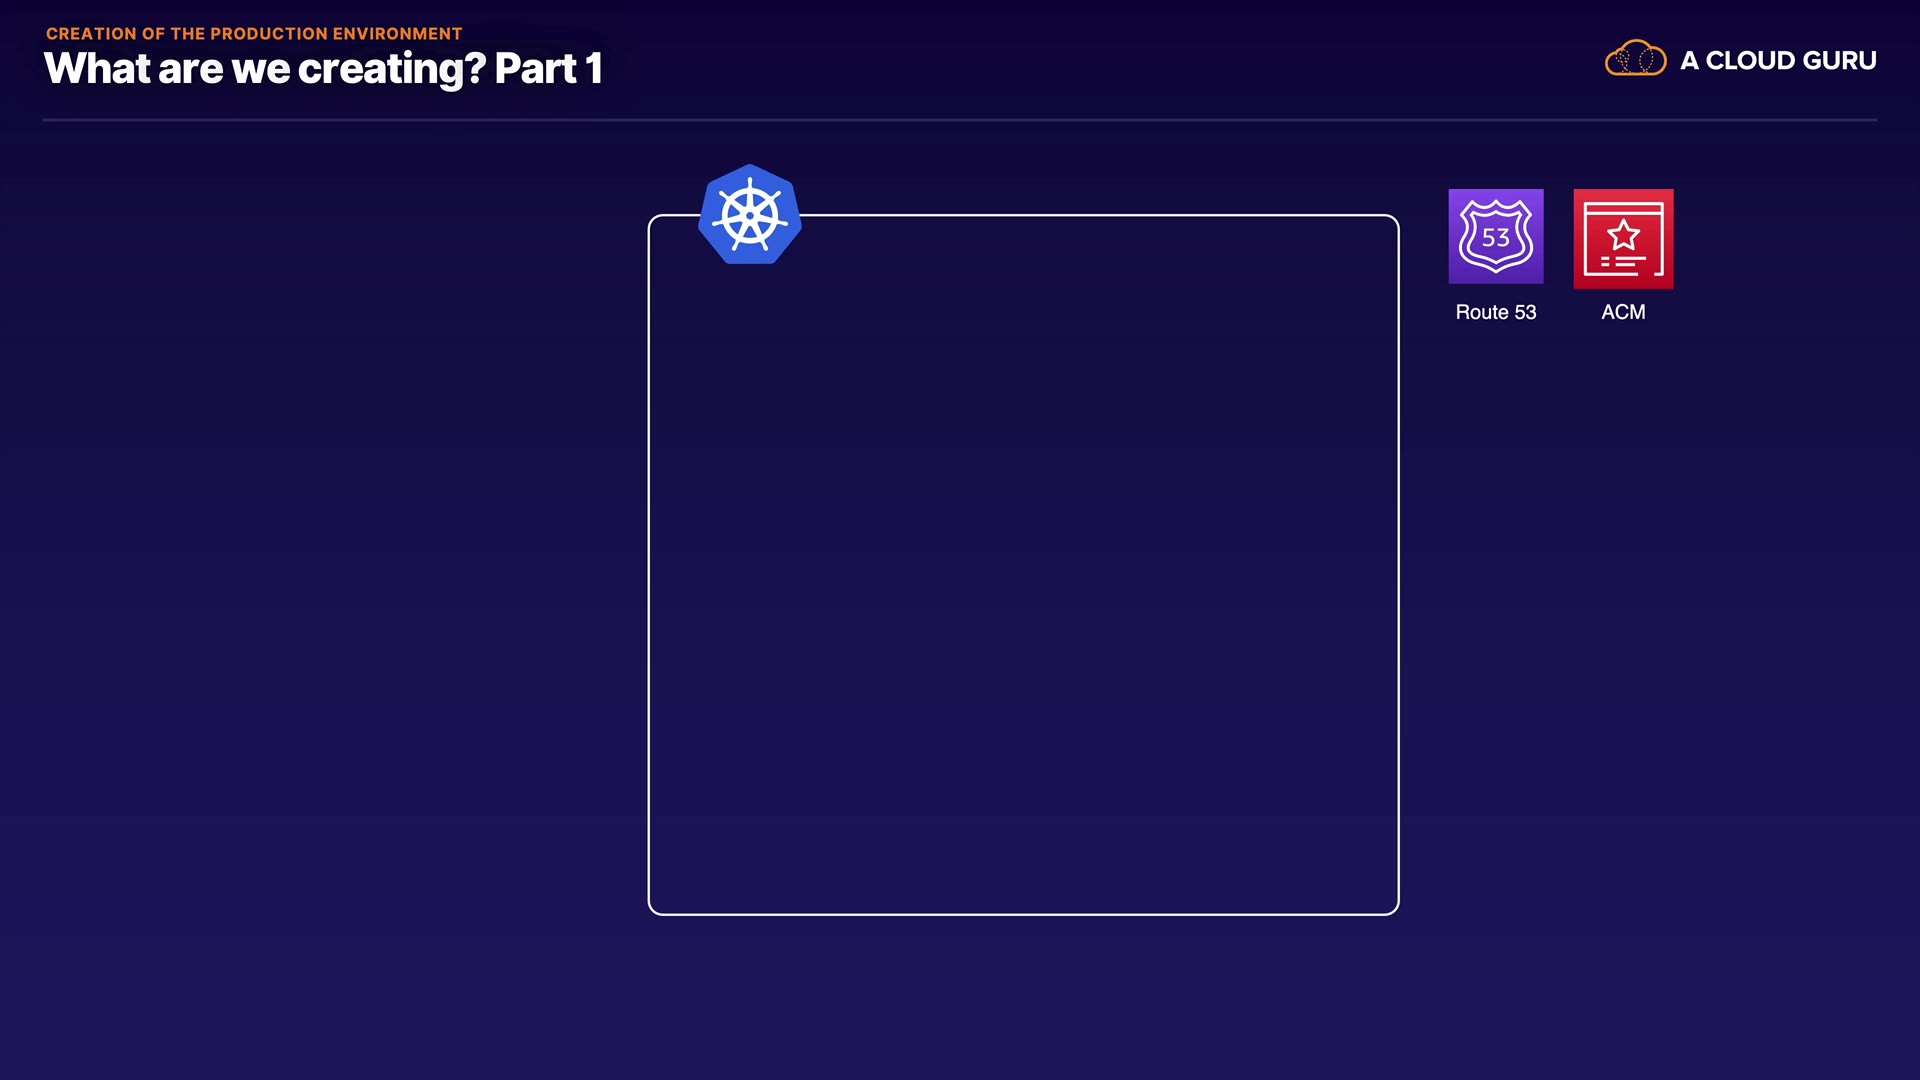 CREATION OF THE PRODUCTION ENVIRONMENT
What are we creating? Part 1
A CLOUD GURU
53
Route 53
ACM